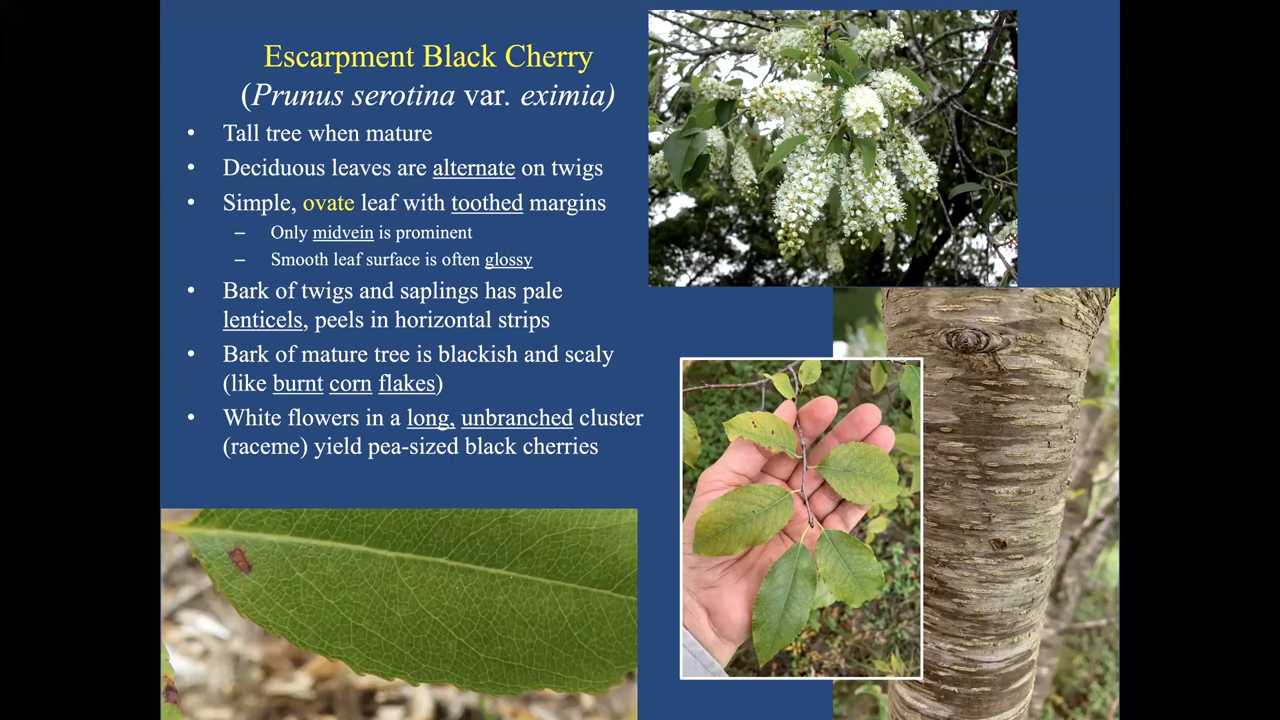 Escarpment Black Cherry
(Prunus serotina var. eximia)
• Tall tree when mature
• Deciduous leaves are alternate on twigs
• Simple, ovate leaf with toothed margins
– Only midvein is prominent
– Smooth leaf surface is often glossy
• Bark of twigs and saplings has pale
lenticels, peels in horizontal strips
• Bark of mature tree is blackish and scaly
(like burnt corn flakes)
• White flowers in a long, unbranched cluster
(raceme) yield pea-sized black cherries